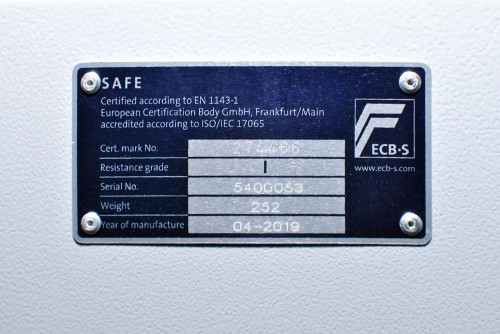 SAFE
Certified according to EN 1143-1
European Certification Body GmbH, Frankfurt/Main
accredited according to ISO/IEC 17065
Cert. mark No. 274466
Resistance grade I
Serial No. 5400053
Weight 252
Year of manufacture 04-2019
ECB·S
www.ecb-s.com